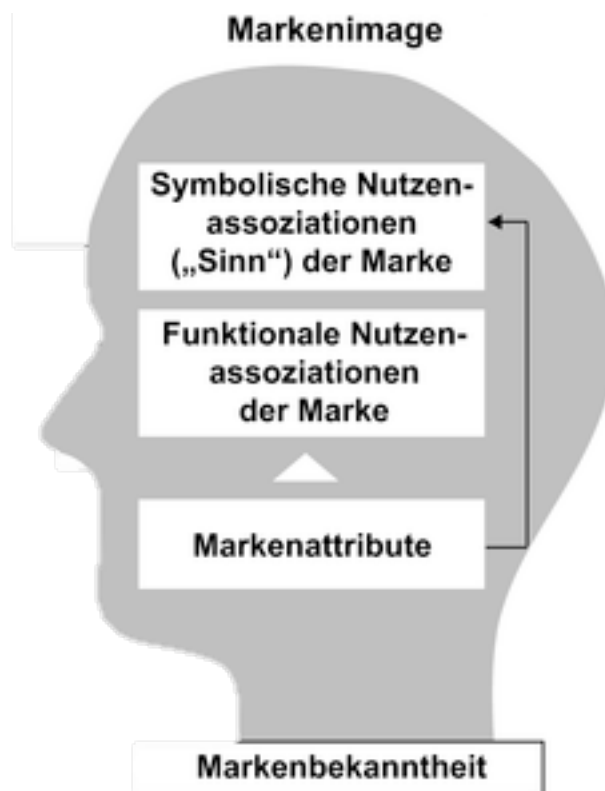 Markenimage
Symbolische Nutzen-
assoziationen
(„Sinn“) der Marke
Funktionale Nutzen-
assoziationen
der Marke
Markenattribute
Markenbekanntheit